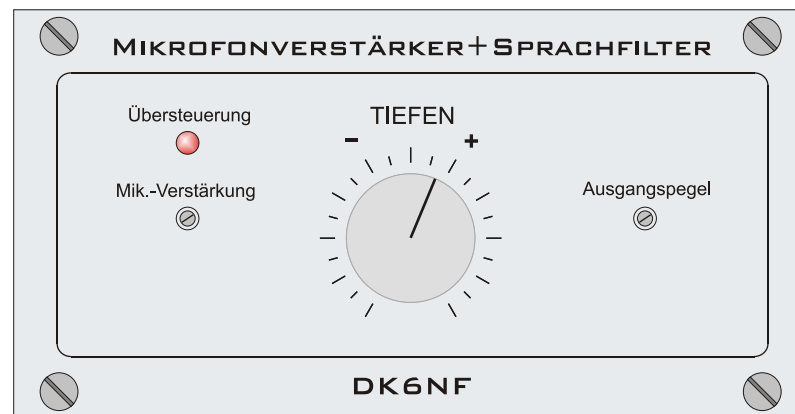 MIKROFONVERSTÄRKER+SPRACHFILTER
Übersteuerung
TIEFEN
- +
Mik.-Verstärkung
Ausgangspegel
DK6NF